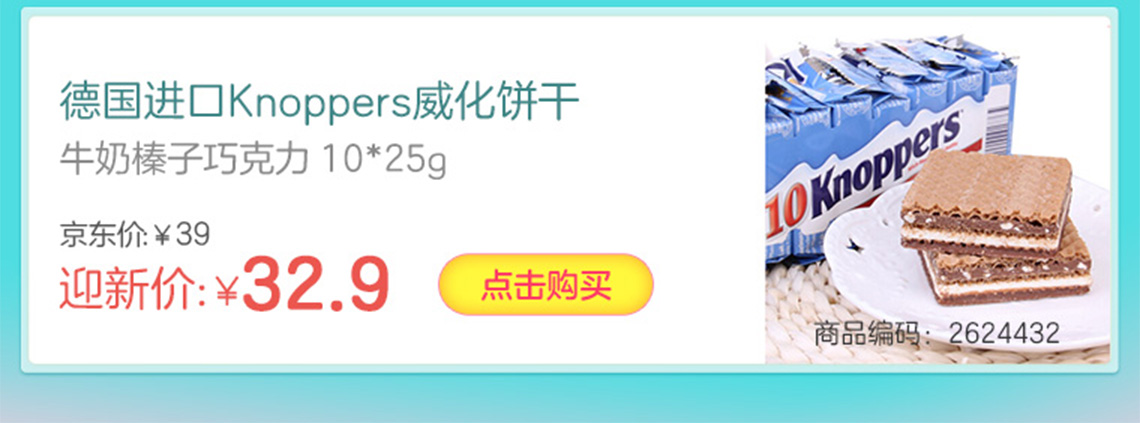 德国进口Knoppers威化饼干
牛奶榛子巧克力 10*25g
京东价:￥39
迎新价:￥32.9
点击购买
10 Knoppers
商品编码：2624432